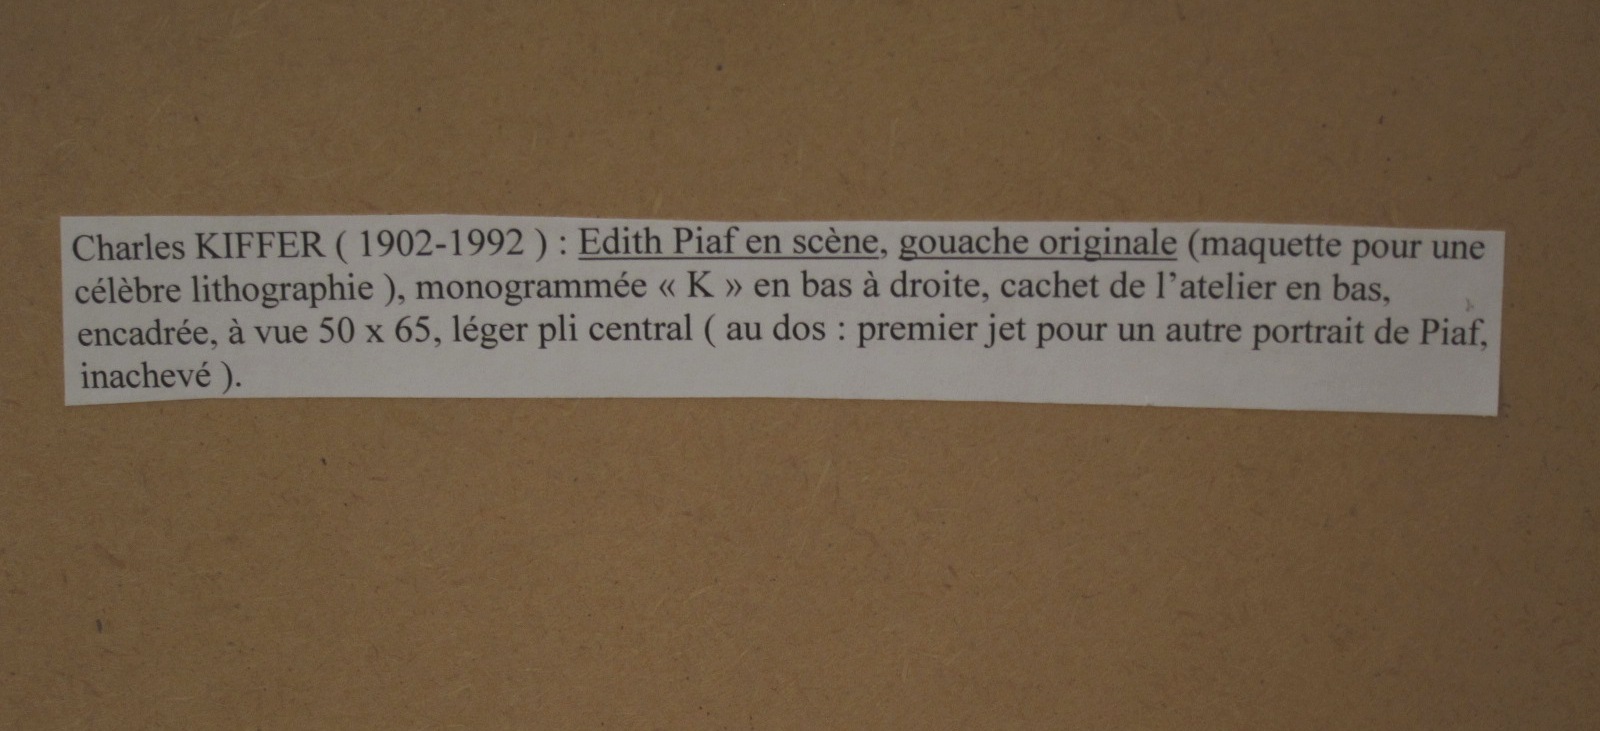 Charles KIFFER ( 1902-1992 ) : Edith Piaf en scène, gouache originale (maquette pour une
célèbre lithographie ), monogrammée « K » en bas à droite, cachet de l’atelier en bas,
encadrée, à vue 50 x 65, léger pli central ( au dos : premier jet pour un autre portrait de Piaf,
inachevé ).